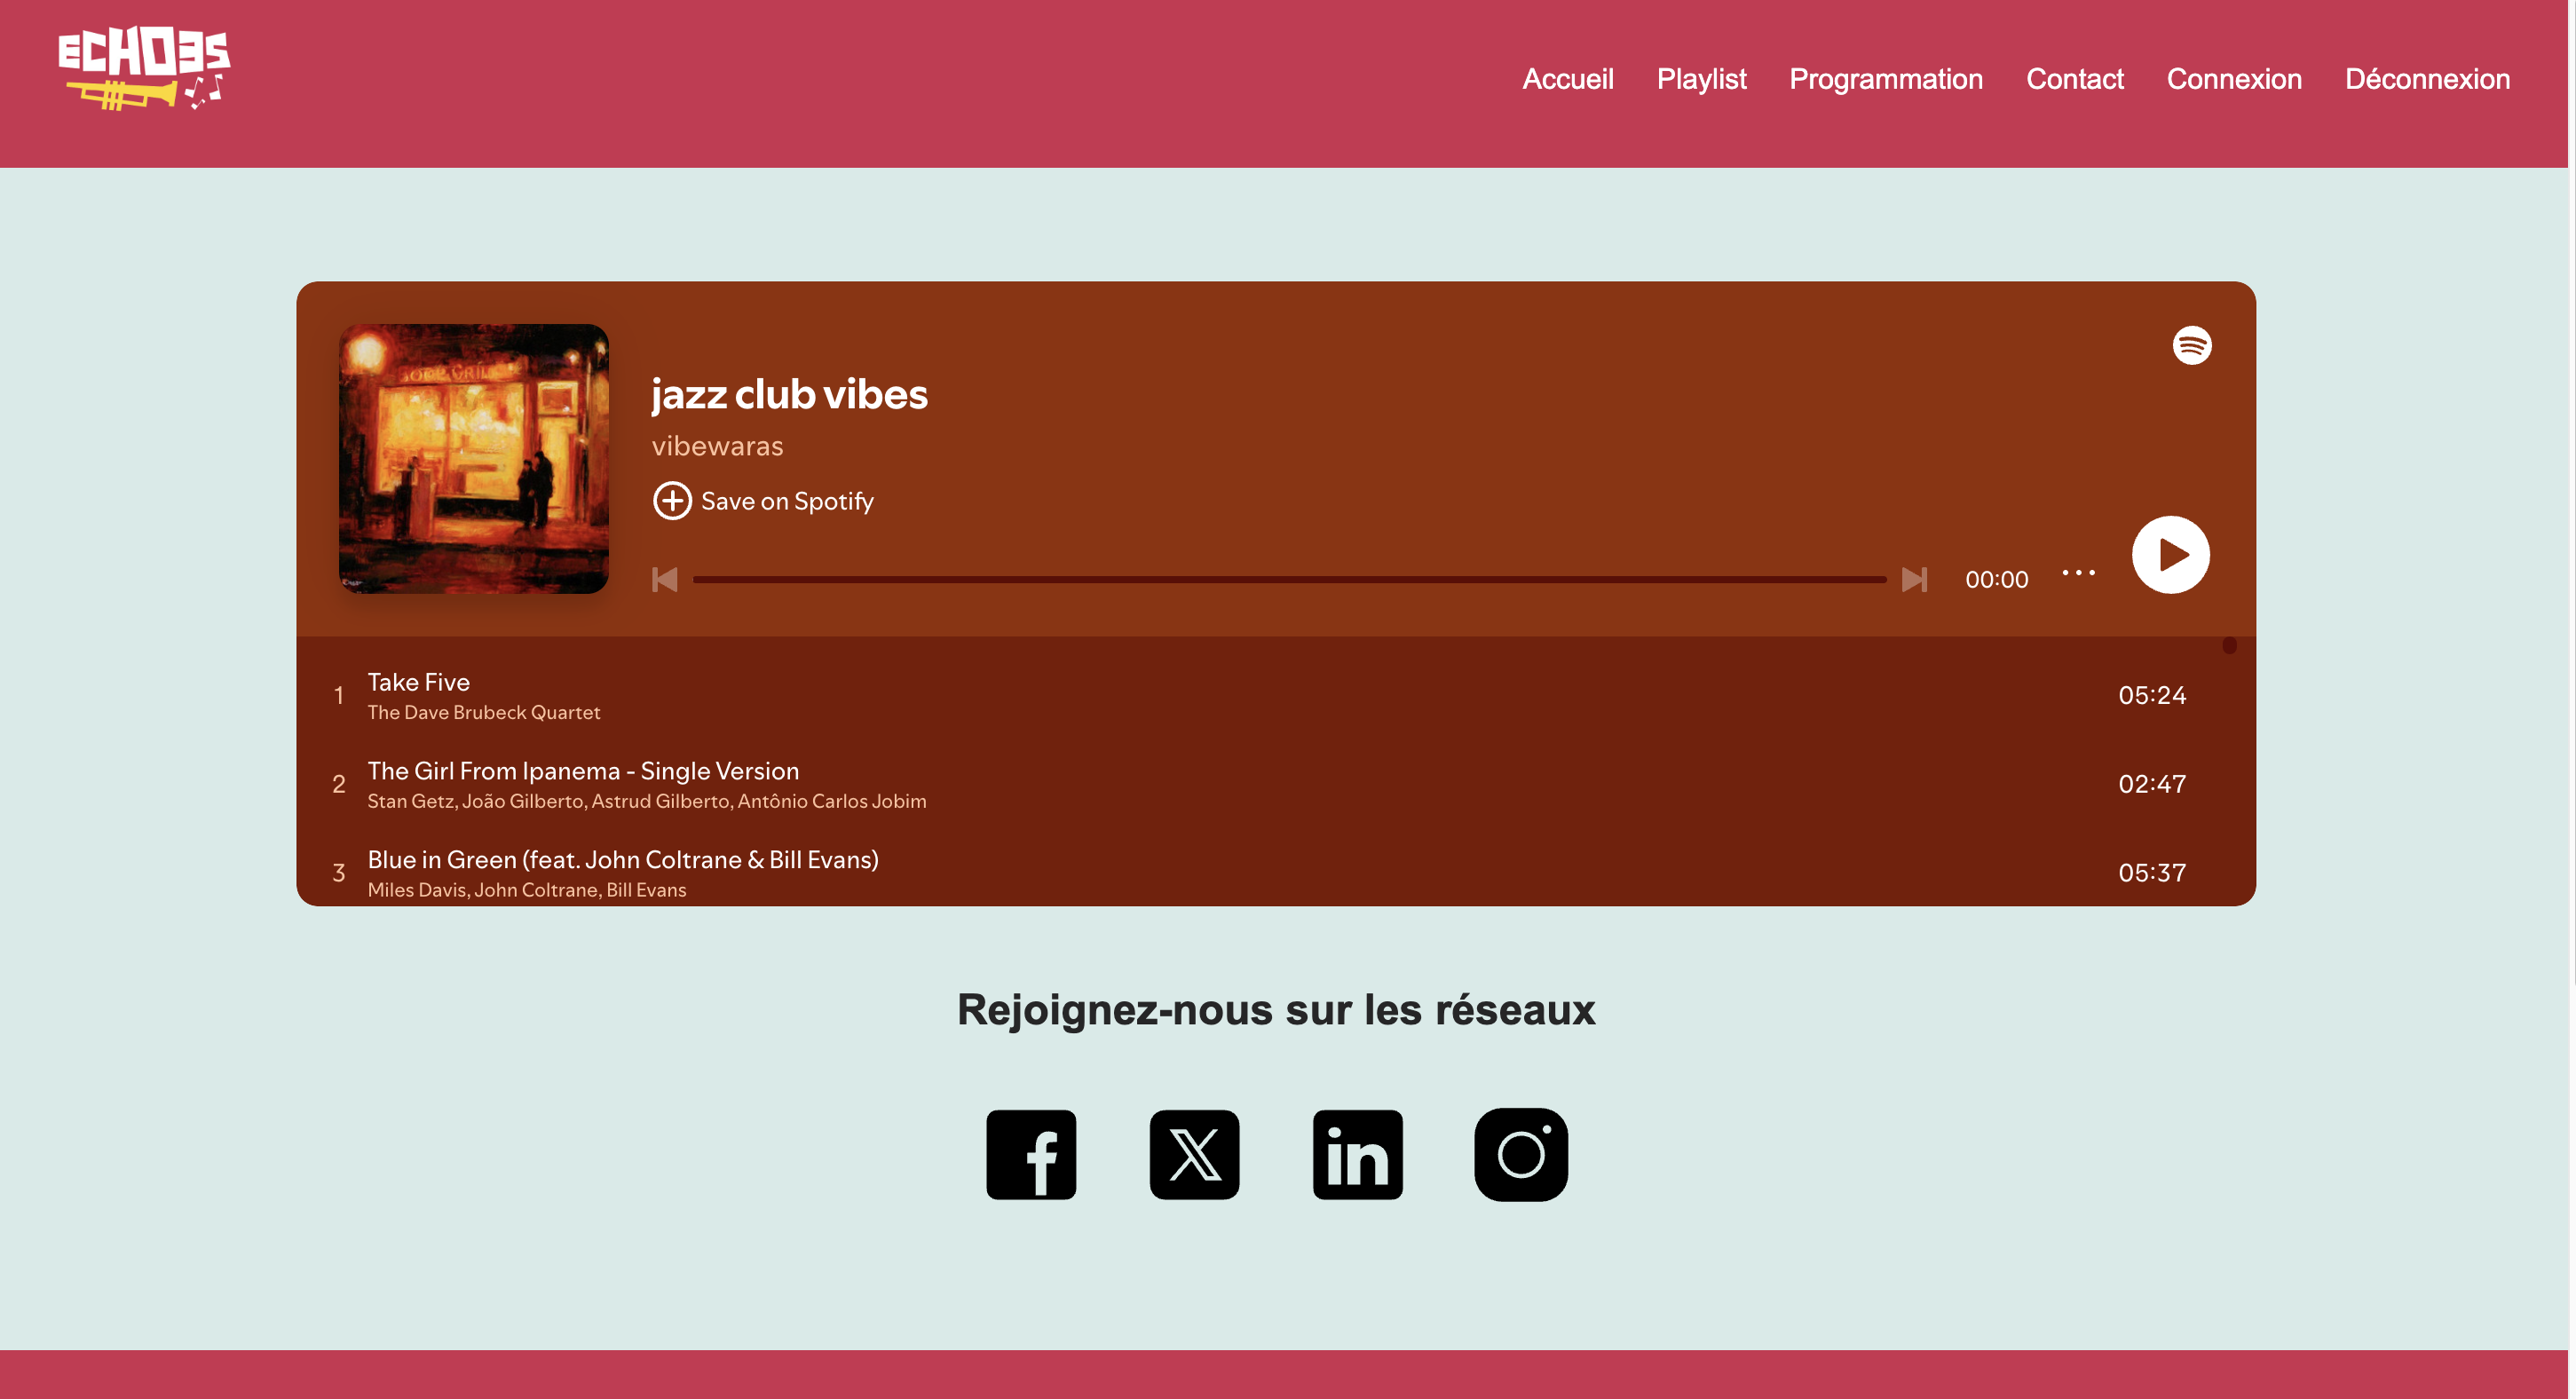 ECHOES
Accueil Playlist Programmation Contact Connexion Déconnexion
jazz club vibes
vibewaras
Save on Spotify
00:00
1 Take Five 05:24
The Dave Brubeck Quartet
2 The Girl From Ipanema - Single Version 02:47
Stan Getz, João Gilberto, Astrud Gilberto, Antônio Carlos Jobim
3 Blue in Green (feat. John Coltrane & Bill Evans) 05:37
Miles Davis, John Coltrane, Bill Evans
Rejoignez-nous sur les réseaux